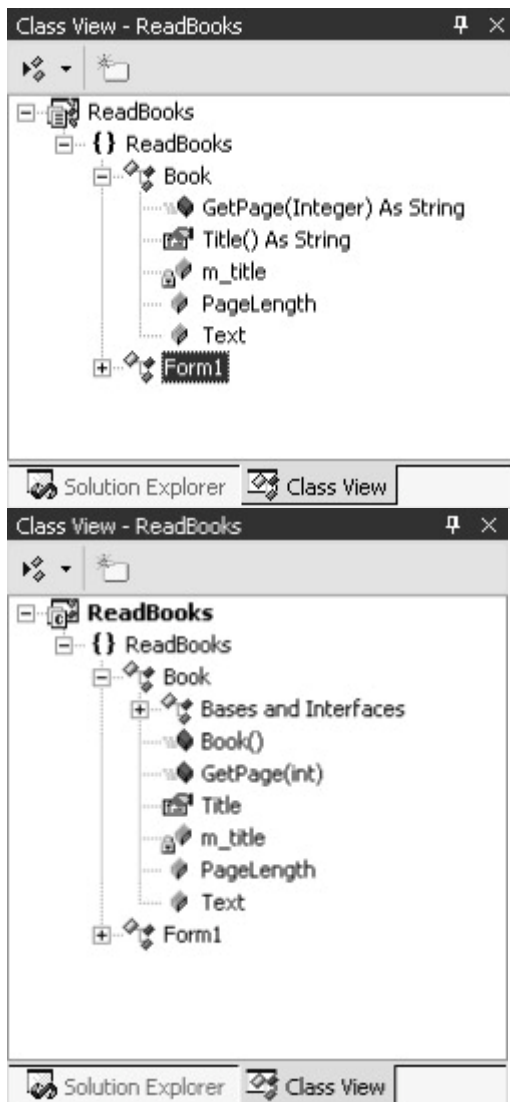 Class View - ReadBooks
ReadBooks
{} ReadBooks
Book
GetPage(Integer) As String
Title() As String
m_title
PageLength
Text
Form1
Solution Explorer Class View
Class View - ReadBooks
ReadBooks
{} ReadBooks
Book
Bases and Interfaces
Book()
GetPage(int)
Title
m_title
PageLength
Text
Form1
Solution Explorer Class View